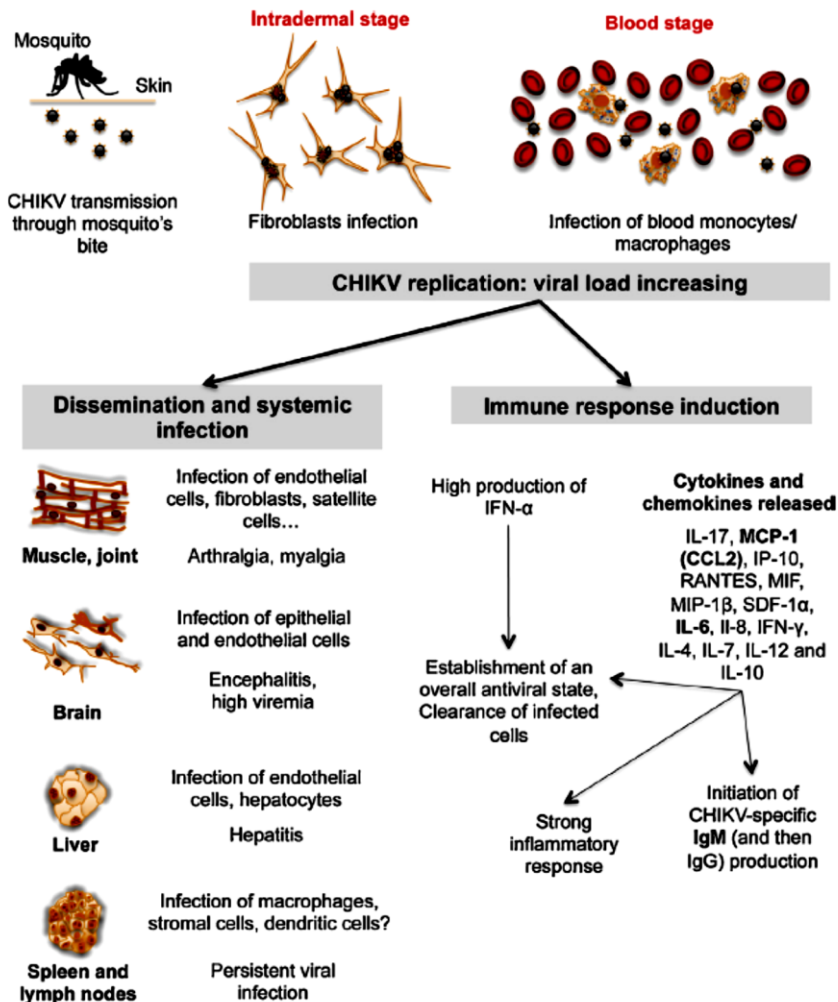 Mosquito
Skin
CHIKV transmission
through mosquito's
bite
Intradermal stage
Fibroblasts infection
Blood stage
Infection of blood monocytes/
macrophages
CHIKV replication: viral load increasing
Dissemination and systemic
infection
Muscle, joint
Infection of endothelial
cells, fibroblasts, satellite
cells...
Arthralgia, myalgia
Brain
Infection of epithelial
and endothelial cells
Encephalitis,
high viremia
Liver
Infection of endothelial
cells, hepatocytes
Hepatitis
Spleen and
lymph nodes
Infection of macrophages,
stromal cells, dendritic cells?
Persistent viral
infection
Immune response induction
High production of
IFN-α
Cytokines and
chemokines released
IL-17, MCP-1
(CCL2), IP-10,
RANTES, MIF,
MIP-1β, SDF-1α,
IL-6, Il-8, IFN-γ,
IL-4, IL-7, IL-12 and
IL-10
Establishment of an
overall antiviral state,
Clearance of infected
cells
Strong
inflammatory
response
Initiation of
CHIKV-specific
IgM (and then
IgG) production